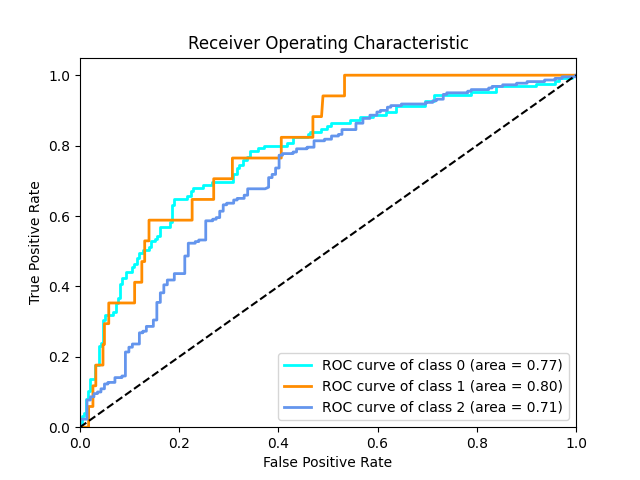 Receiver Operating Characteristic
True Positive Rate
1.0
0.8
0.6
0.4
0.2
0.0
ROC curve of class 0 (area = 0.77)
ROC curve of class 1 (area = 0.80)
ROC curve of class 2 (area = 0.71)
0.0 0.2 0.4 0.6 0.8 1.0
False Positive Rate